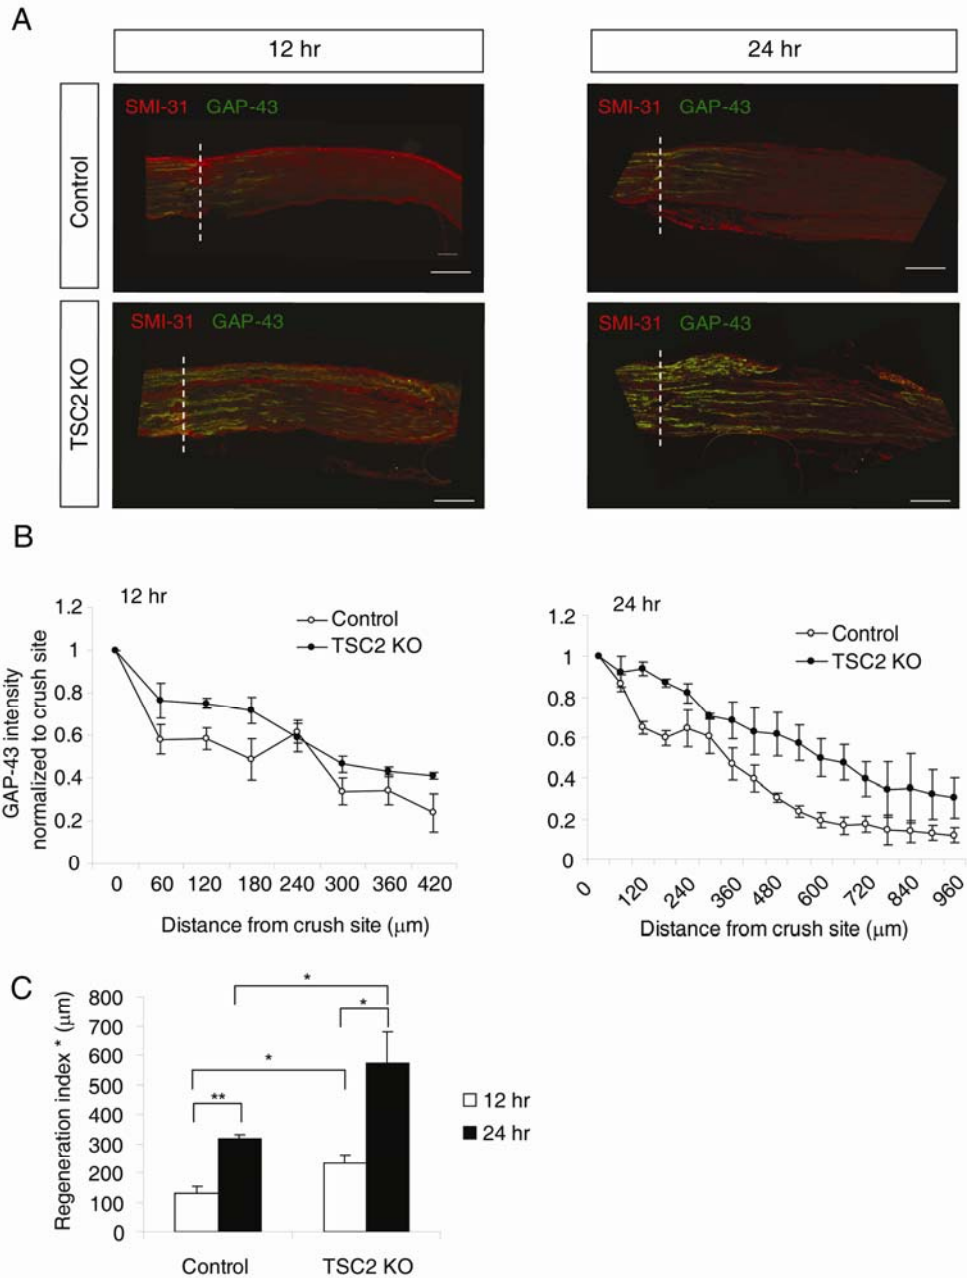 A
12 hr
24 hr
Control
SMI-31 GAP-43
SMI-31 GAP-43
TSC2 KO
SMI-31 GAP-43
SMI-31 GAP-43
B
GAP-43 intensity
normalized to crush site
12 hr
Control
TSC2 KO
1.2
1
0.8
0.6
0.4
0.2
0
0 60 120 180 240 300 360 420
Distance from crush site (μm)
24 hr
Control
TSC2 KO
1.2
1
0.8
0.6
0.4
0.2
0
0 120 240 360 480 600 720 840 960
Distance from crush site (μm)
C
Regeneration index * (μm)
800
700
600
500
400
300
200
100
0
*
*
*
**
12 hr
24 hr
Control TSC2 KO